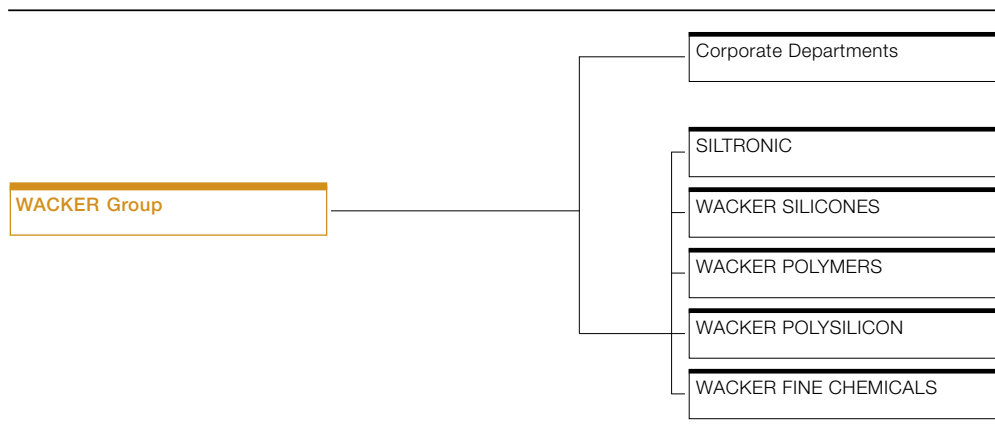 Corporate Departments
SILTRONIC
WACKER Group
WACKER SILICONES
WACKER POLYMERS
WACKER POLYSILICON
WACKER FINE CHEMICALS